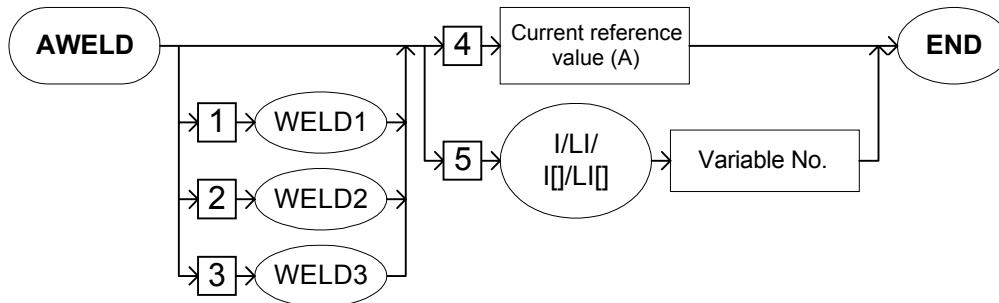 AWELD
1
WELD1
2
WELD2
3
WELD3
4
Current reference
value (A)
5
I/LI/
I[]/LI[]
Variable No.
END